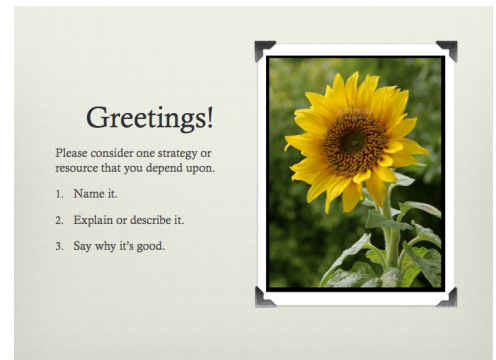 Greetings!
Please consider one strategy or
resource that you depend upon.
1. Name it.
2. Explain or describe it.
3. Say why it's good.